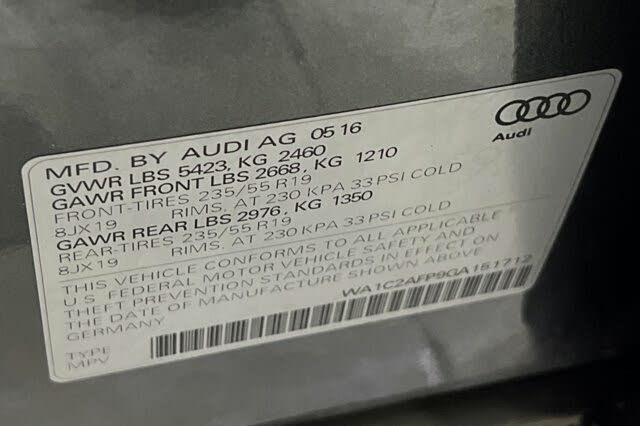 MFD. BY AUDI AG 05 16
GVWR LBS 5423, KG 2460
GAWR FRONT LBS 2668, KG 1210
FRONT-TIRES 235/55 R19
8JX19 RIMS. AT 230 KPA 33 PSI COLD
GAWR REAR LBS 2976, KG 1350
REAR-TIRES 235/55 R19
8JX19 RIMS. AT 230 KPA 33 PSI COLD
THIS VEHICLE CONFORMS TO ALL APPLICABLE
U.S. FEDERAL MOTOR VEHICLE SAFETY AND
THEFT PREVENTION STANDARDS IN EFFECT ON
THE DATE OF MANUFACTURE SHOWN ABOVE.
GERMANY
WA1C2AFP9GA151712
TYPE
MPV
Audi